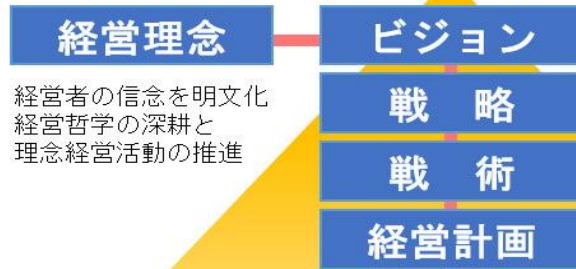 経営理念
ビジョン
経営者の信念を明文化
経営哲学の深耕と
理念経営活動の推進
戦　略
戦　術
経営計画